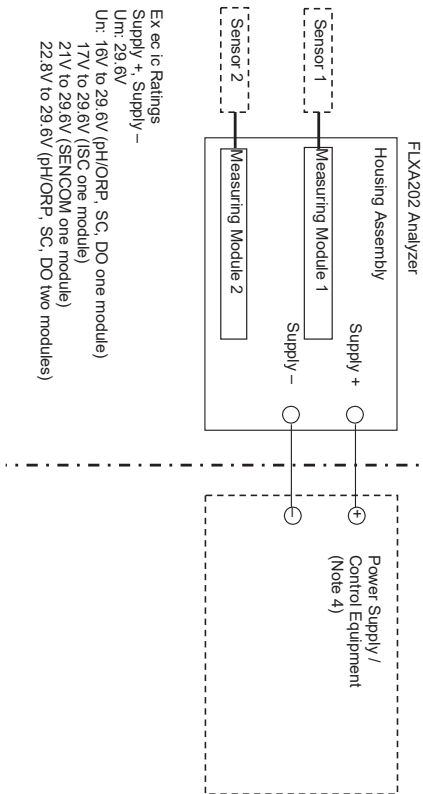 FLXA202 Analyzer
Housing Assembly
Sensor 1
Measuring Module 1
Sensor 2
Measuring Module 2
Supply +
Supply –
+
–
Power Supply /
Control Equipment
(Note 4)
Ex ec ic Ratings
Supply +, Supply –
Um: 29.6V
Un: 16V to 29.6V (pH/ORP, SC, DO one module)
17V to 29.6V (ISC one module)
21V to 29.6V (SENCOM one module)
22.8V to 29.6V (pH/ORP, SC, DO two modules)